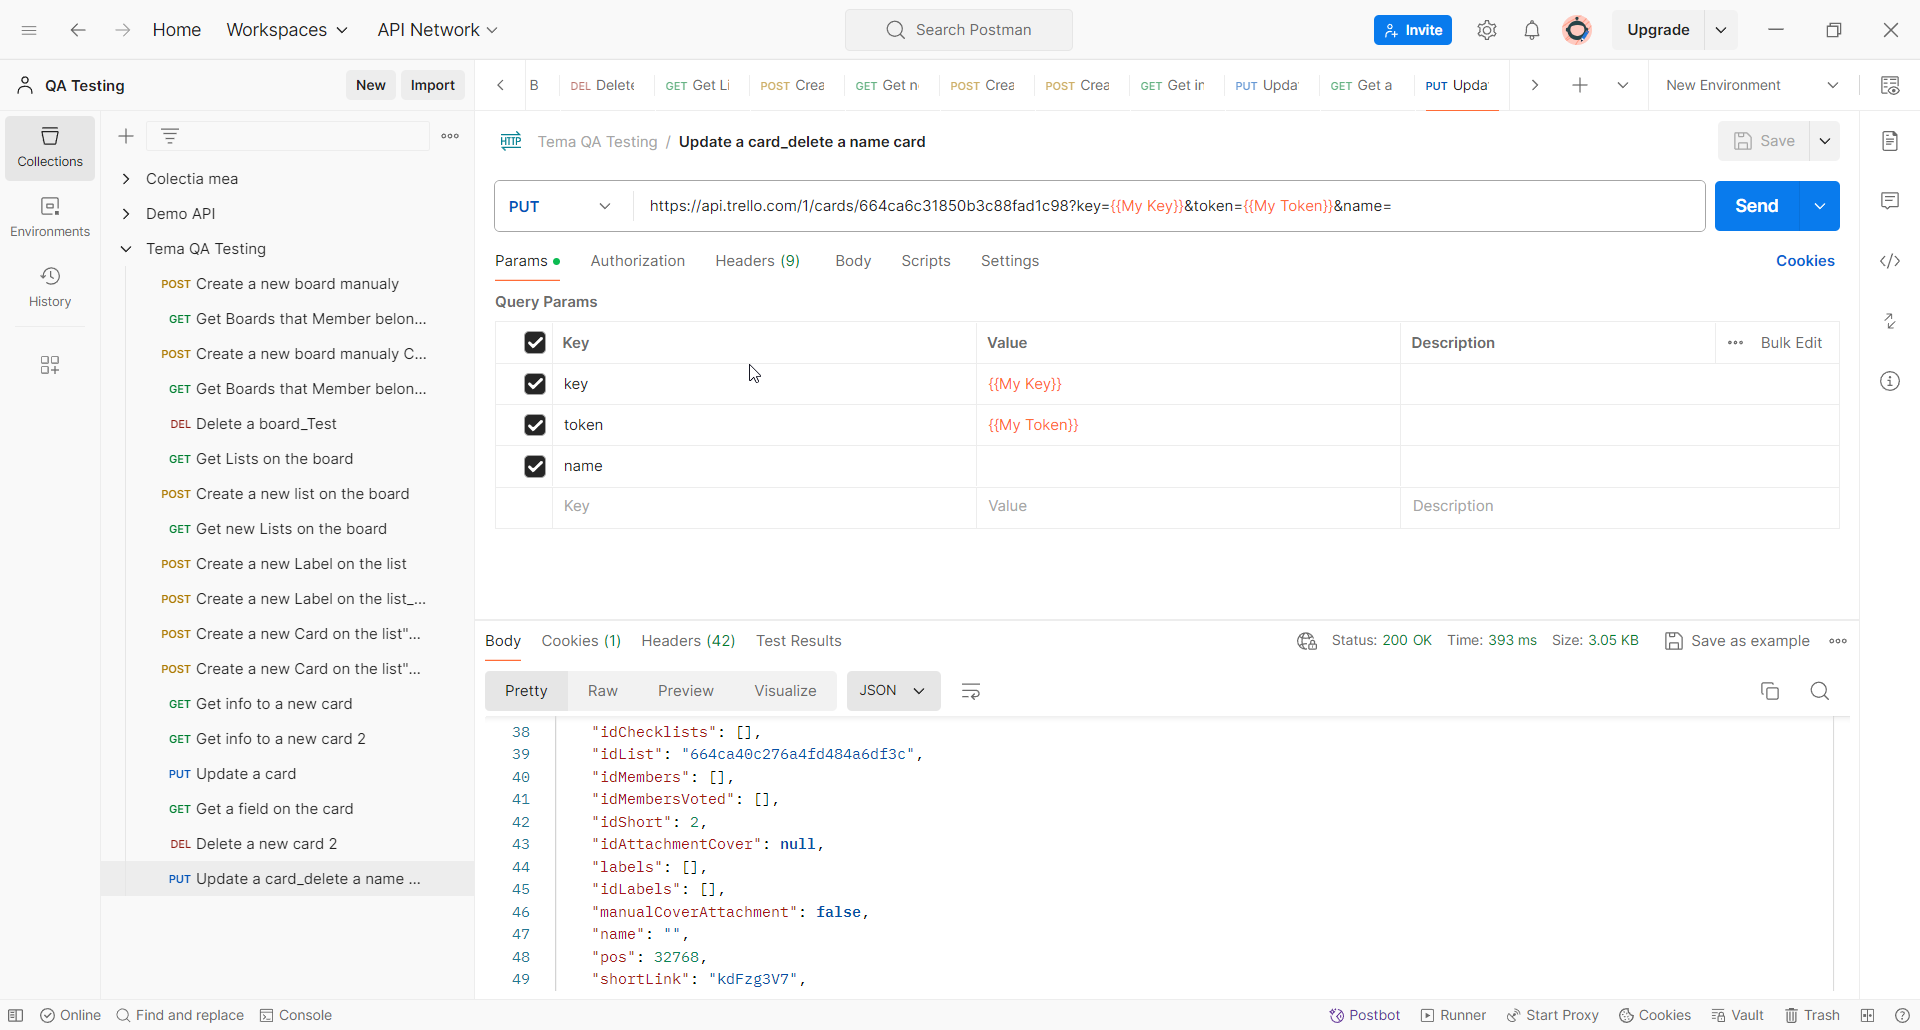 Home
Workspaces
API Network
Search Postman
Invite
Upgrade
QA Testing
New
Import
B
DEL Delete
GET Get Li
POST Crea
GET Get n
POST Crea
POST Crea
GET Get in
PUT Upda
GET Get a
PUT Upda
New Environment
Collections
Environments
History
Colectia mea
Demo API
Tema QA Testing
POST Create a new board manualy
GET Get Boards that Member belon...
POST Create a new board manualy C...
GET Get Boards that Member belon...
DEL Delete a board_Test
GET Get Lists on the board
POST Create a new list on the board
GET Get new Lists on the board
POST Create a new Label on the list
POST Create a new Label on the list_...
POST Create a new Card on the list"...
POST Create a new Card on the list"...
GET Get info to a new card
GET Get info to a new card 2
PUT Update a card
GET Get a field on the card
DEL Delete a new card 2
PUT Update a card_delete a name ...
HTTP Tema QA Testing / Update a card_delete a name card
Save
PUT
https://api.trello.com/1/cards/664ca6c31850b3c88fad1c98?key={{My Key}}&token={{My Token}}&name=
Send
Params
Authorization
Headers (9)
Body
Scripts
Settings
Cookies
Query Params
Key Value Description Bulk Edit
key {{My Key}}
token {{My Token}}
name
Key Value Description
Body
Cookies (1)
Headers (42)
Test Results
Status: 200 OK Time: 393 ms Size: 3.05 KB
Save as example
Pretty
Raw
Preview
Visualize
JSON
38 "idChecklists": [],
39 "idList": "664ca40c276a4fd484a6df3c",
40 "idMembers": [],
41 "idMembersVoted": [],
42 "idShort": 2,
43 "idAttachmentCover": null,
44 "labels": [],
45 "idLabels": [],
46 "manualCoverAttachment": false,
47 "name": "",
48 "pos": 32768,
49 "shortLink": "kdFzg3V7",
Online
Find and replace
Console
Postbot
Runner
Start Proxy
Cookies
Vault
Trash